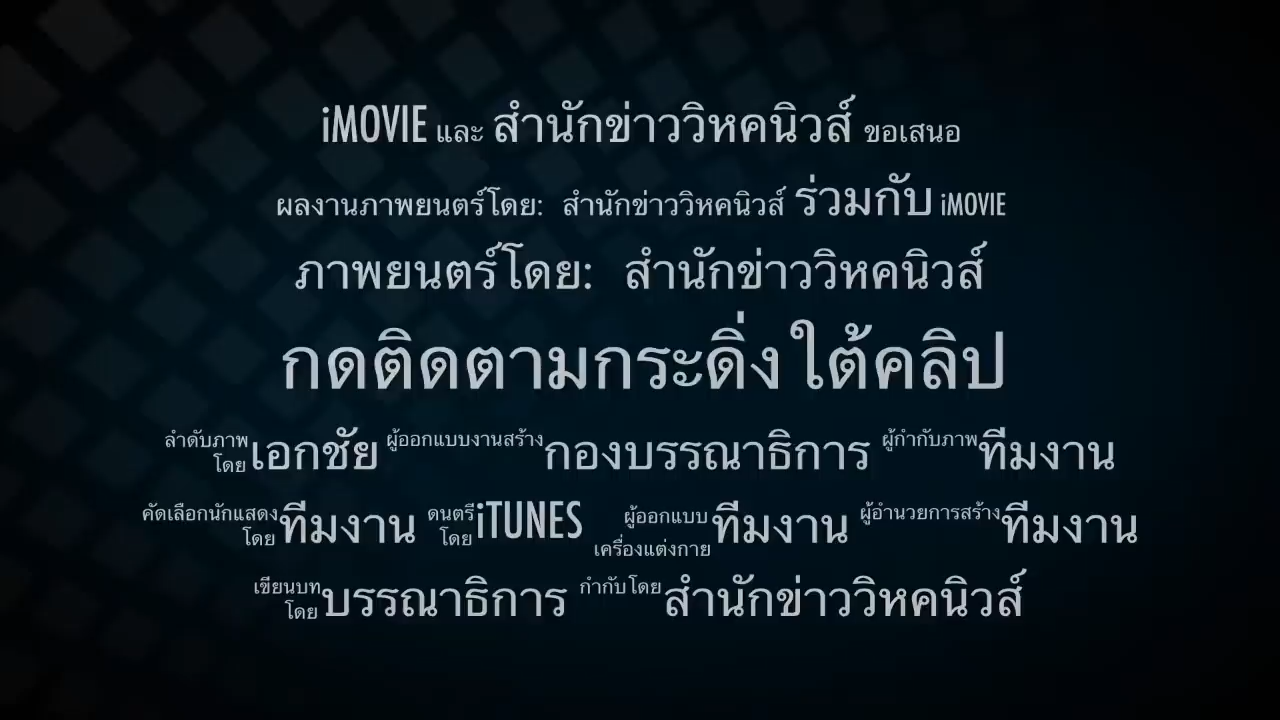 iMOVIE และ สำนักข่าววิหคนิวส์ ขอเสนอ
ผลงานภาพยนตร์โดย: สำนักข่าววิหคนิวส์ ร่วมกับ iMOVIE
ภาพยนตร์โดย: สำนักข่าววิหคนิวส์
กดติดตามกระดิ่ง ใต้คลิป
ลำดับภาพโดย เอกชัย ผู้ออกแบบงานสร้าง กองบรรณาธิการ ผู้กำกับภาพ ทีมงาน
คัดเลือกนักแสดงโดย ทีมงาน ดนตรีโดย iTUNES ผู้ออกแบบเครื่องแต่งกาย ทีมงาน ผู้อำนวยการสร้าง ทีมงาน
เขียนบทโดย บรรณาธิการ กำกับโดย สำนักข่าววิหคนิวส์